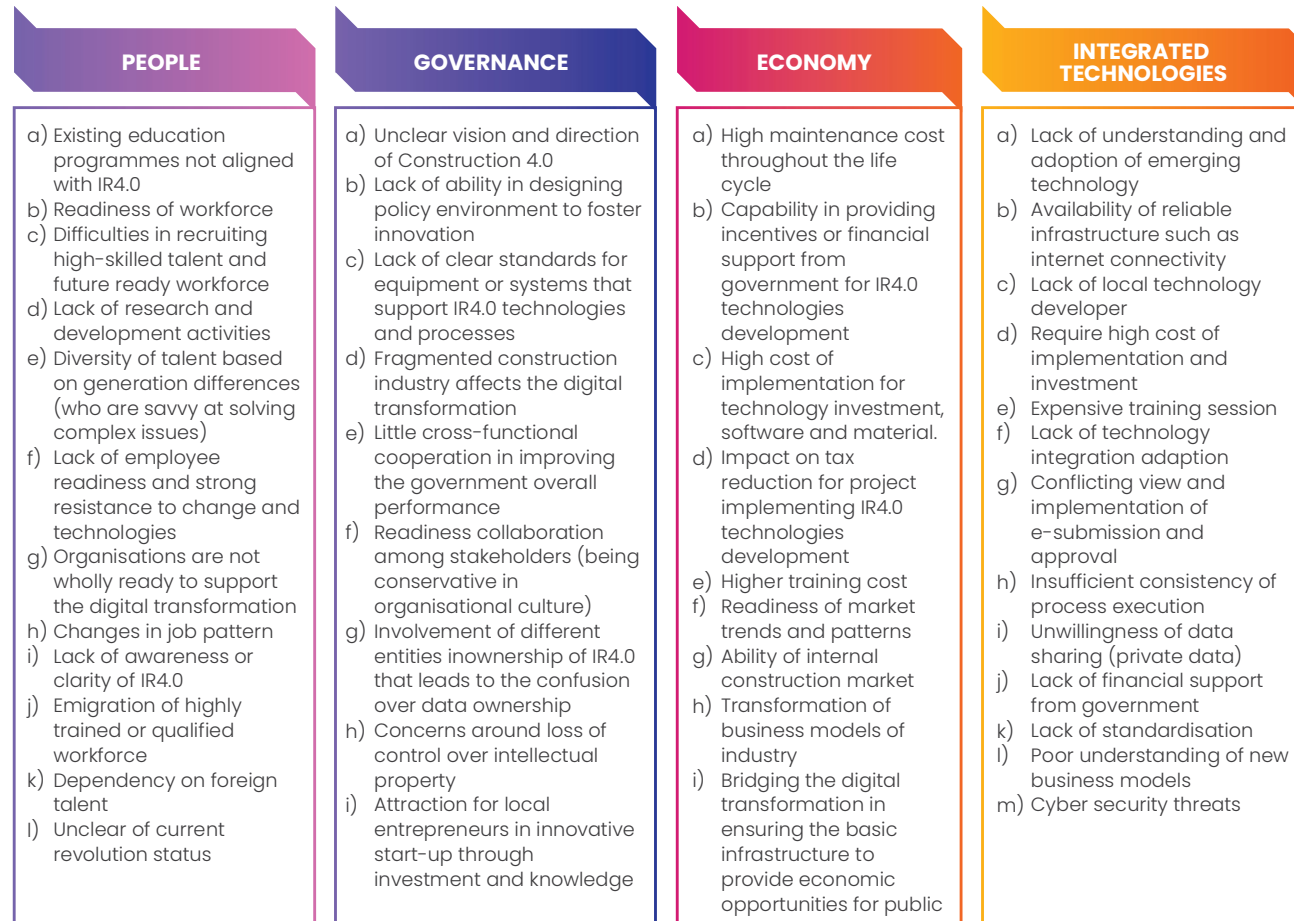 PEOPLE
a) Existing education
programmes not aligned
with IR4.0
b) Readiness of workforce
c) Difficulties in recruiting
high-skilled talent and
future ready workforce
d) Lack of research and
development activities
e) Diversity of talent based
on generation differences
(who are savvy at solving
complex issues)
f) Lack of employee
readiness and strong
resistance to change and
technologies
g) Organisations are not
wholly ready to support
the digital transformation
h) Changes in job pattern
i) Lack of awareness or
clarity of IR4.0
j) Emigration of highly
trained or qualified
workforce
k) Dependency on foreign
talent
l) Unclear of current
revolution status
GOVERNANCE
a) Unclear vision and direction
of Construction 4.0
b) Lack of ability in designing
policy environment to foster
innovation
c) Lack of clear standards for
equipment or systems that
support IR4.0 technologies
and processes
d) Fragmented construction
industry affects the digital
transformation
e) Little cross-functional
cooperation in improving
the government overall
performance
f) Readiness collaboration
among stakeholders (being
conservative in
organisational culture)
g) Involvement of different
entities inownership of IR4.0
that leads to the confusion
over data ownership
h) Concerns around loss of
control over intellectual
property
i) Attraction for local
entrepreneurs in innovative
start-up through
investment and knowledge
ECONOMY
a) High maintenance cost
throughout the life
cycle
b) Capability in providing
incentives or financial
support from
government for IR4.0
technologies
development
c) High cost of
implementation for
technology investment,
software and material.
d) Impact on tax
reduction for project
implementing IR4.0
technologies
development
e) Higher training cost
f) Readiness of market
trends and patterns
g) Ability of internal
construction market
h) Transformation of
business models of
industry
i) Bridging the digital
transformation in
ensuring the basic
infrastructure to
provide economic
opportunities for public
INTEGRATED
TECHNOLOGIES
a) Lack of understanding and
adoption of emerging
technology
b) Availability of reliable
infrastructure such as
internet connectivity
c) Lack of local technology
developer
d) Require high cost of
implementation and
investment
e) Expensive training session
f) Lack of technology
integration adaption
g) Conflicting view and
implementation of
e-submission and
approval
h) Insufficient consistency of
process execution
i) Unwillingness of data
sharing (private data)
j) Lack of financial support
from government
k) Lack of standardisation
l) Poor understanding of new
business models
m) Cyber security threats